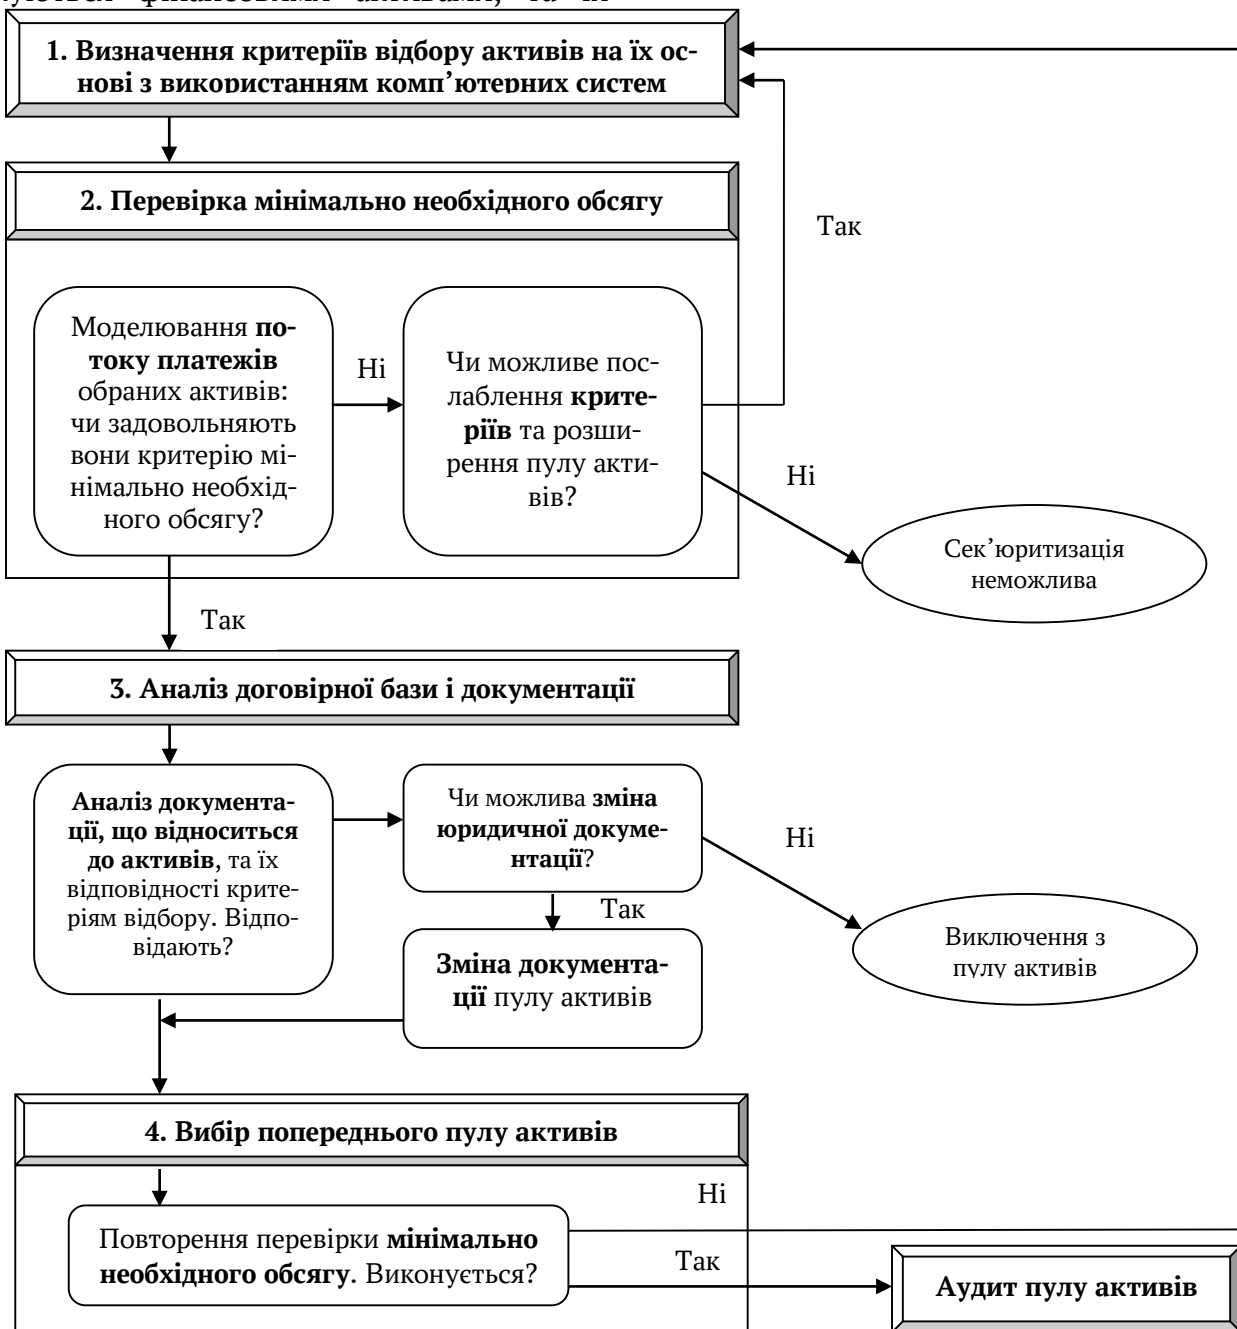 1. Визначення критеріїв відбору активів на їх ос-
нові з використанням комп’ютерних систем
2. Перевірка мінімально необхідного обсягу
Так
Моделювання по-
току платежів
обраних активів:
чи задовольняють
вони критерію мі-
німально необхід-
ного обсягу?
Ні
Чи можливе пос-
лаблення крите-
ріїв та розши-
рення пулу акти-
вів?
Ні
Сек’юритизація
неможлива
Так
3. Аналіз договірної бази і документації
Аналіз документа-
ції, що відноситься
до активів, та їх
відповідності крите-
ріям відбору. Відпо-
відають?
Чи можлива зміна
юридичної докуме-
нтації?
Ні
Так
Зміна документа-
ції пулу активів
Виключення з
пулу активів
4. Вибір попереднього пулу активів
Ні
Повторення перевірки мінімально
необхідного обсягу. Виконується?
Так
Аудит пулу активів